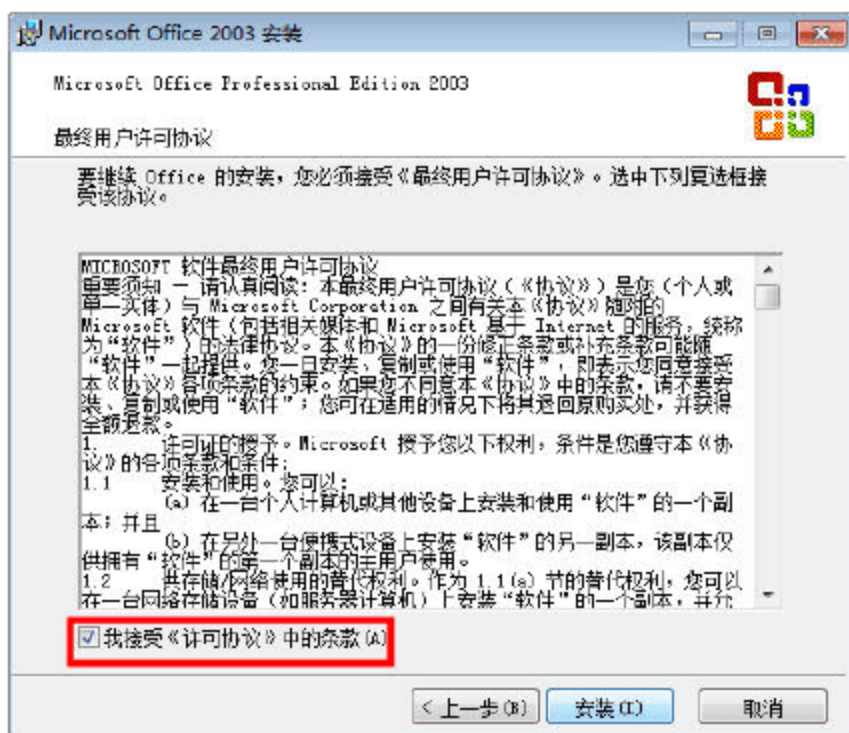 Microsoft Office 2003 安装
Microsoft Office Professional Edition 2003
最终用户许可协议
要继续 Office 的安装，您必须接受《最终用户许可协议》。选中下列复选框接
受该协议。
MICROSOFT 软件最终用户许可协议
重要须知 — 请认真阅读：本最终用户许可协议（《协议》）是您（个人或
单一实体）与 Microsoft Corporation 之间有关本《协议》随附的
Microsoft 软件（包括相关媒体和 Microsoft 基于 Internet 的服务，统称
为“软件”）的法律协议。本《协议》的一份修正条款或补充条款可能随
“软件”一起提供。您一旦安装、复制或使用“软件”，即表示您同意接受
本《协议》各项条款的约束。如果您不同意本《协议》中的条款，请不要安
装、复制或使用“软件”；您可在适用的情况下将其退回原购买处，并获得
全额退款。
1. 许可证的授予。Microsoft 授予您以下权利，条件是您遵守本《协
议》的各项条款和条件：
1.1 安装和使用。您可以：
(a) 在一台个人计算机或其他设备上安装和使用“软件”的一个副
本；并且
(b) 在另外一台便携式设备上安装“软件”的另一副本，该副本仅
供拥有“软件”的第一个副本的主用户使用。
1.2 供存储/网络使用的替代权利。作为 1.1(a) 节的替代权利，您可以
在一台网络存储设备（如服务器计算机）上安装“软件”的一个副本，并允
我接受《许可协议》中的条款(A)
< 上一步(B)
安装(I)
取消